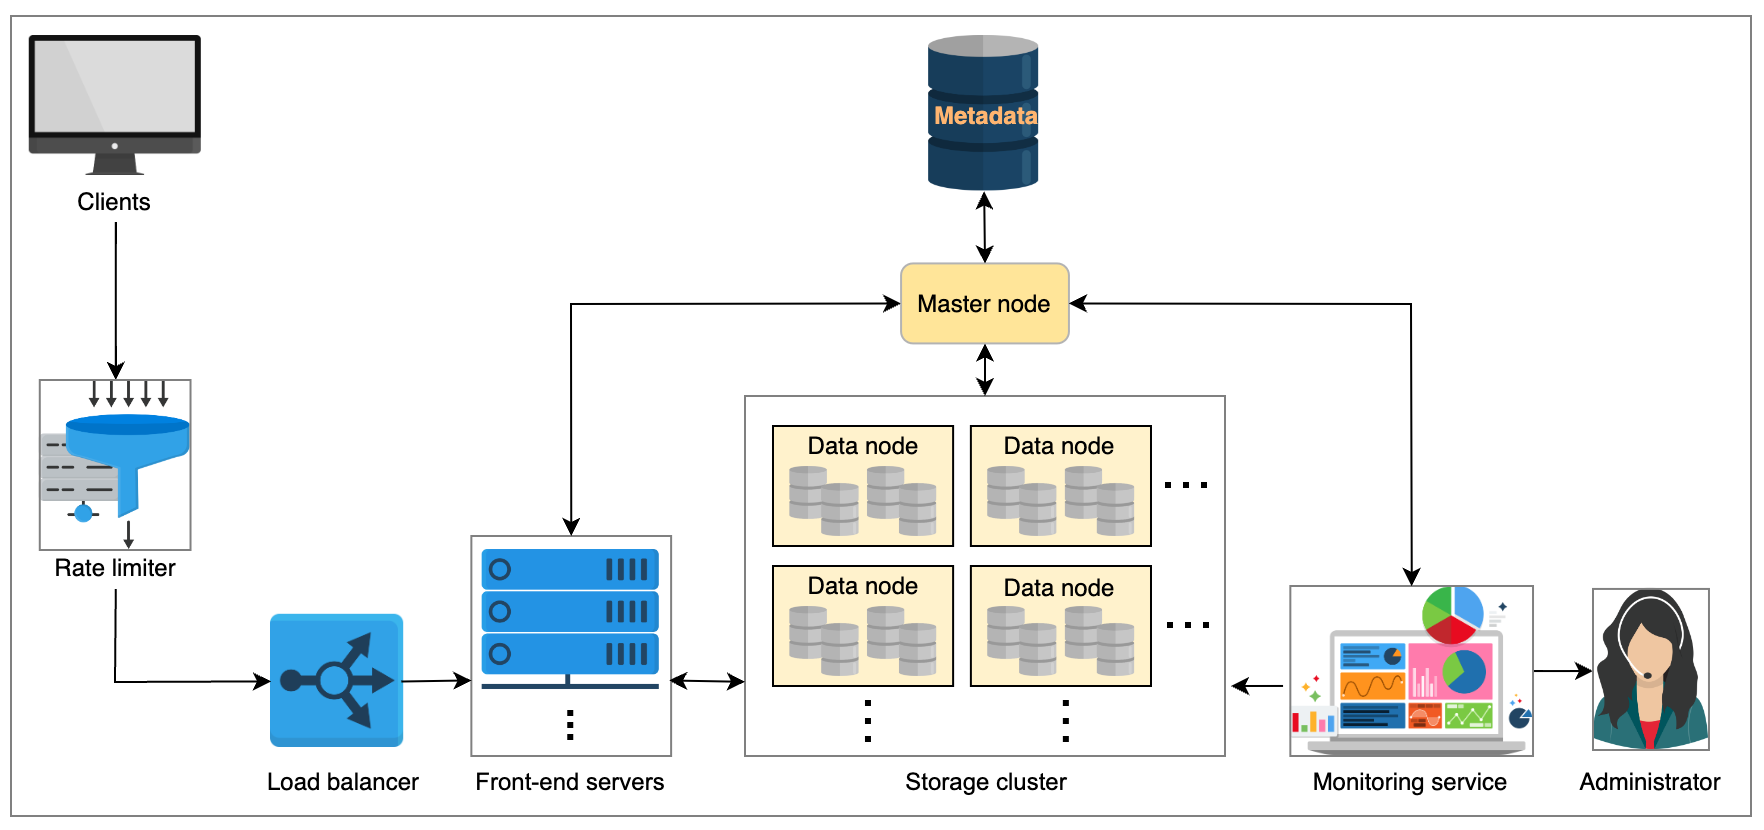 Metadata
Clients
Master node
Data node
Data node
Rate limiter
Data node
Data node
Load balancer
Front-end servers
Storage cluster
Monitoring service
Administrator